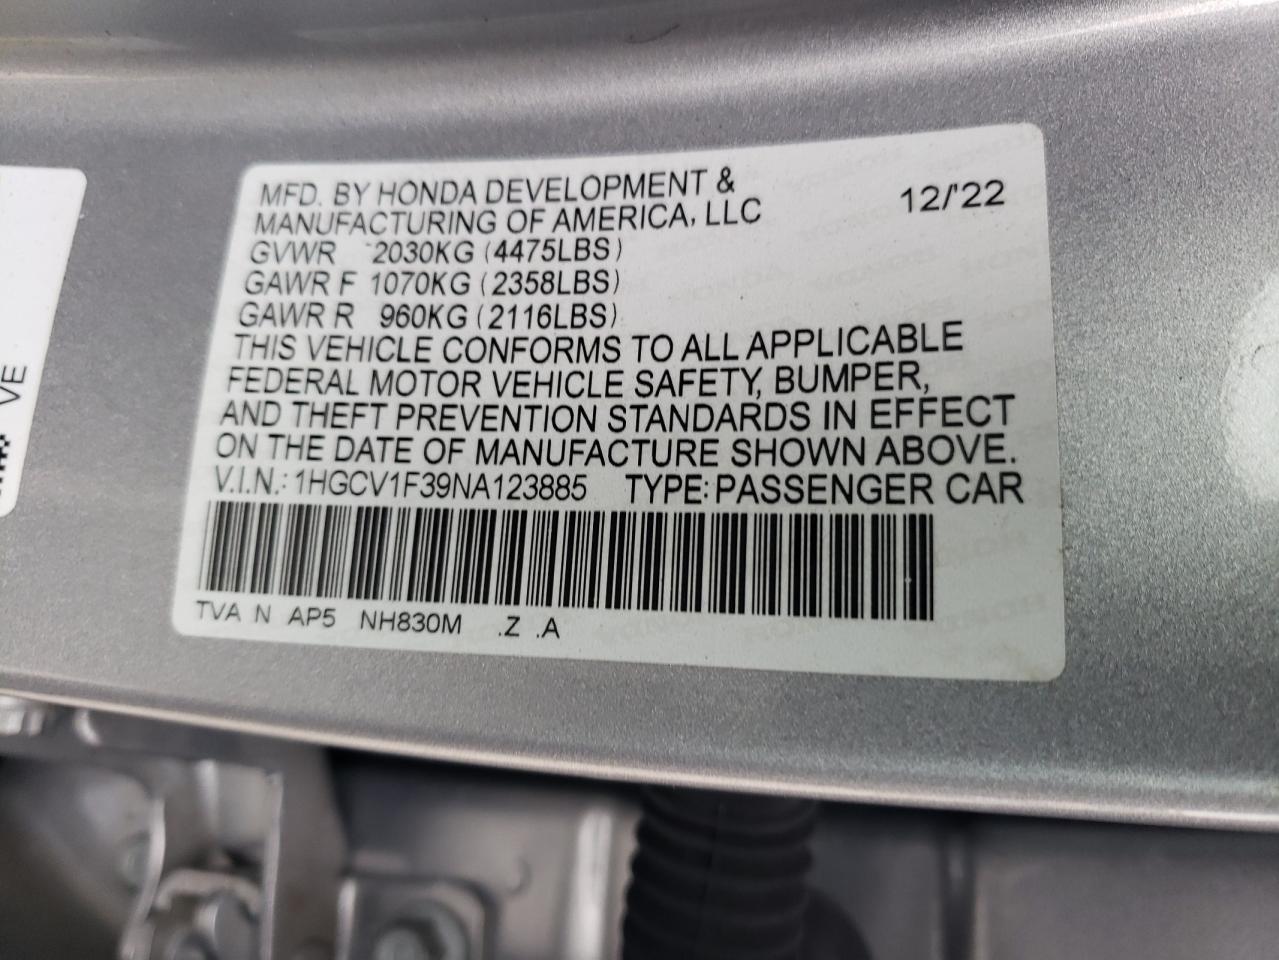 MFD. BY HONDA DEVELOPMENT &
MANUFACTURING OF AMERICA, LLC 12/'22
GVWR 2030KG (4475LBS)
GAWR F 1070KG (2358LBS)
GAWR R 960KG (2116LBS)
THIS VEHICLE CONFORMS TO ALL APPLICABLE
FEDERAL MOTOR VEHICLE SAFETY, BUMPER,
AND THEFT PREVENTION STANDARDS IN EFFECT
ON THE DATE OF MANUFACTURE SHOWN ABOVE.
V.I.N.: 1HGCV1F39NA123885 TYPE: PASSENGER CAR
TVA N AP5 NH830M .Z .A
VE